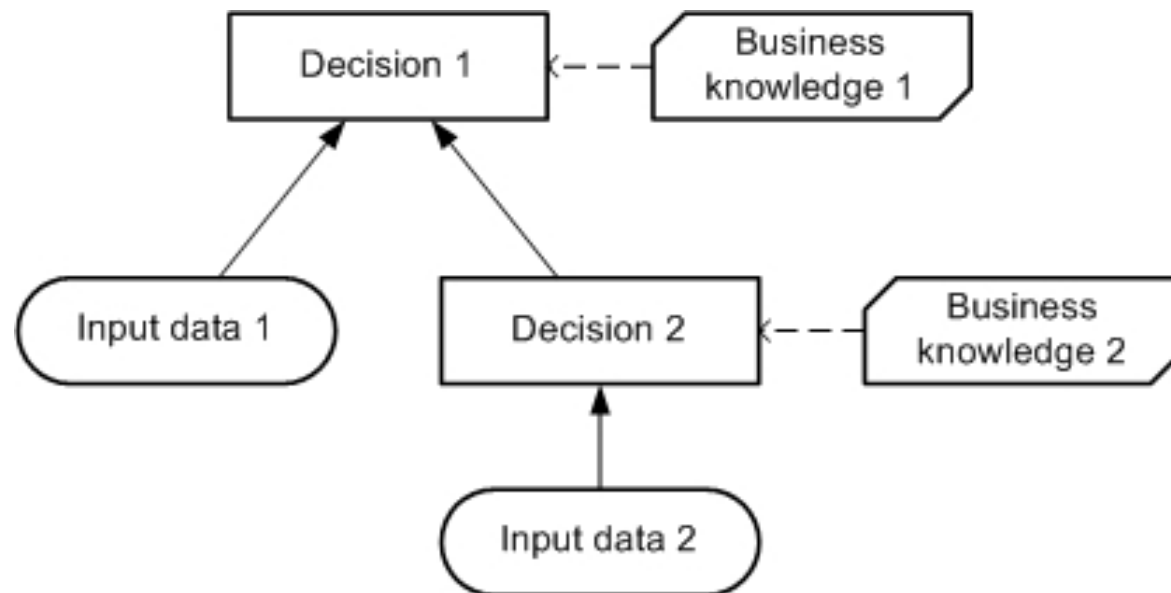 Decision 1
Business
knowledge 1
Input data 1
Decision 2
Business
knowledge 2
Input data 2